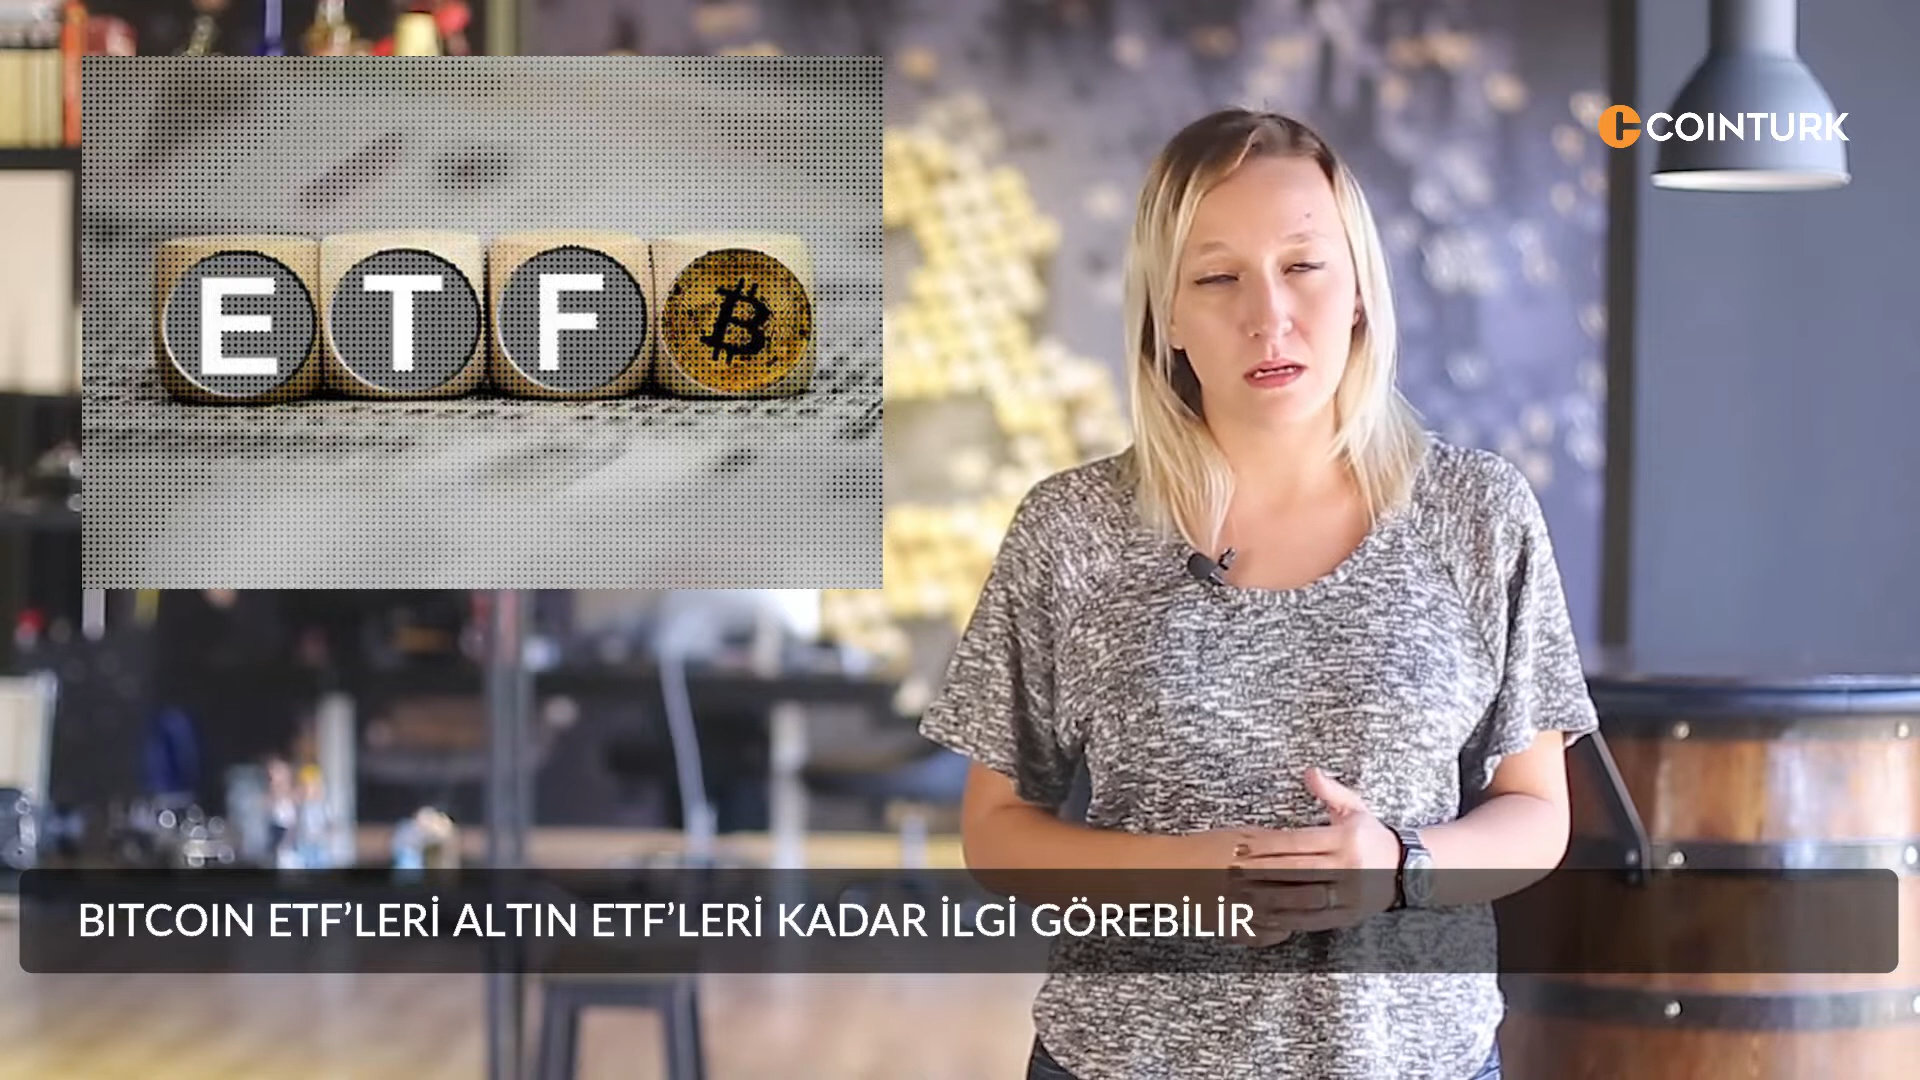 ETF
COINTURK
BITCOIN ETF’LERİ ALTIN ETF’LERİ KADAR İLGİ GÖREBİLİR